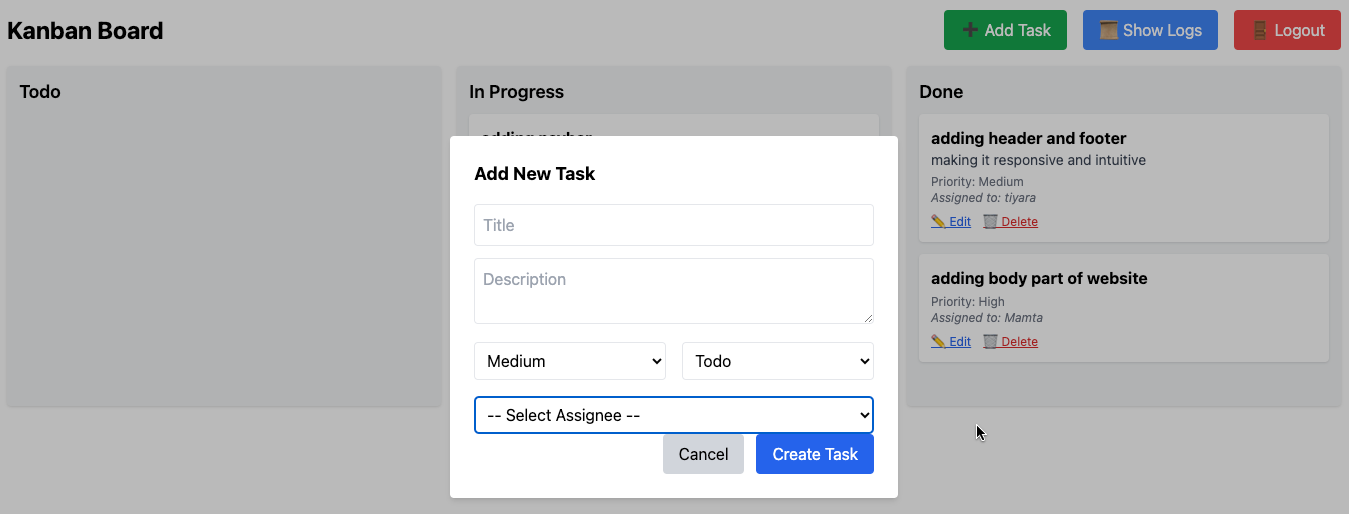 Kanban Board
➕ Add Task
Show Logs
Logout
Todo
In Progress
Done
adding navbar
adding header and footer
making it responsive and intuitive
Priority: Medium
Assigned to: tiyara
✏️ Edit
🗑️ Delete
adding body part of website
Priority: High
Assigned to: Mamta
✏️ Edit
🗑️ Delete
Add New Task
Title
Description
Medium
Todo
-- Select Assignee --
Cancel
Create Task